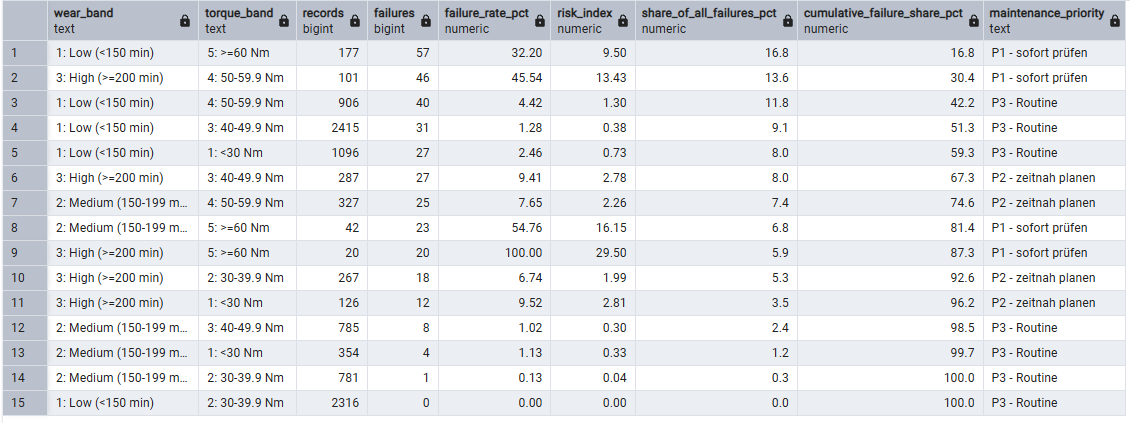 wear_band torque_band records failures failure_rate_pct risk_index share_of_all_failures_pct cumulative_failure_share_pct maintenance_priority
text text bigint bigint numeric numeric numeric numeric text
1 1: Low (<150 min) 5: >=60 Nm 177 57 32.20 9.50 16.8 16.8 P1 - sofort prüfen
2 3: High (>=200 min) 4: 50-59.9 Nm 101 46 45.54 13.43 13.6 30.4 P1 - sofort prüfen
3 1: Low (<150 min) 4: 50-59.9 Nm 906 40 4.42 1.30 11.8 42.2 P3 - Routine
4 1: Low (<150 min) 3: 40-49.9 Nm 2415 31 1.28 0.38 9.1 51.3 P3 - Routine
5 1: Low (<150 min) 1: <30 Nm 1096 27 2.46 0.73 8.0 59.3 P3 - Routine
6 3: High (>=200 min) 3: 40-49.9 Nm 287 27 9.41 2.78 8.0 67.3 P2 - zeitnah planen
7 2: Medium (150-199 m... 4: 50-59.9 Nm 327 25 7.65 2.26 7.4 74.6 P2 - zeitnah planen
8 2: Medium (150-199 m... 5: >=60 Nm 42 23 54.76 16.15 6.8 81.4 P1 - sofort prüfen
9 3: High (>=200 min) 5: >=60 Nm 20 20 100.00 29.50 5.9 87.3 P1 - sofort prüfen
10 3: High (>=200 min) 2: 30-39.9 Nm 267 18 6.74 1.99 5.3 92.6 P2 - zeitnah planen
11 3: High (>=200 min) 1: <30 Nm 126 12 9.52 2.81 3.5 96.2 P2 - zeitnah planen
12 2: Medium (150-199 m... 3: 40-49.9 Nm 785 8 1.02 0.30 2.4 98.5 P3 - Routine
13 2: Medium (150-199 m... 1: <30 Nm 354 4 1.13 0.33 1.2 99.7 P3 - Routine
14 2: Medium (150-199 m... 2: 30-39.9 Nm 781 1 0.13 0.04 0.3 100.0 P3 - Routine
15 1: Low (<150 min) 2: 30-39.9 Nm 2316 0 0.00 0.00 0.0 100.0 P3 - Routine